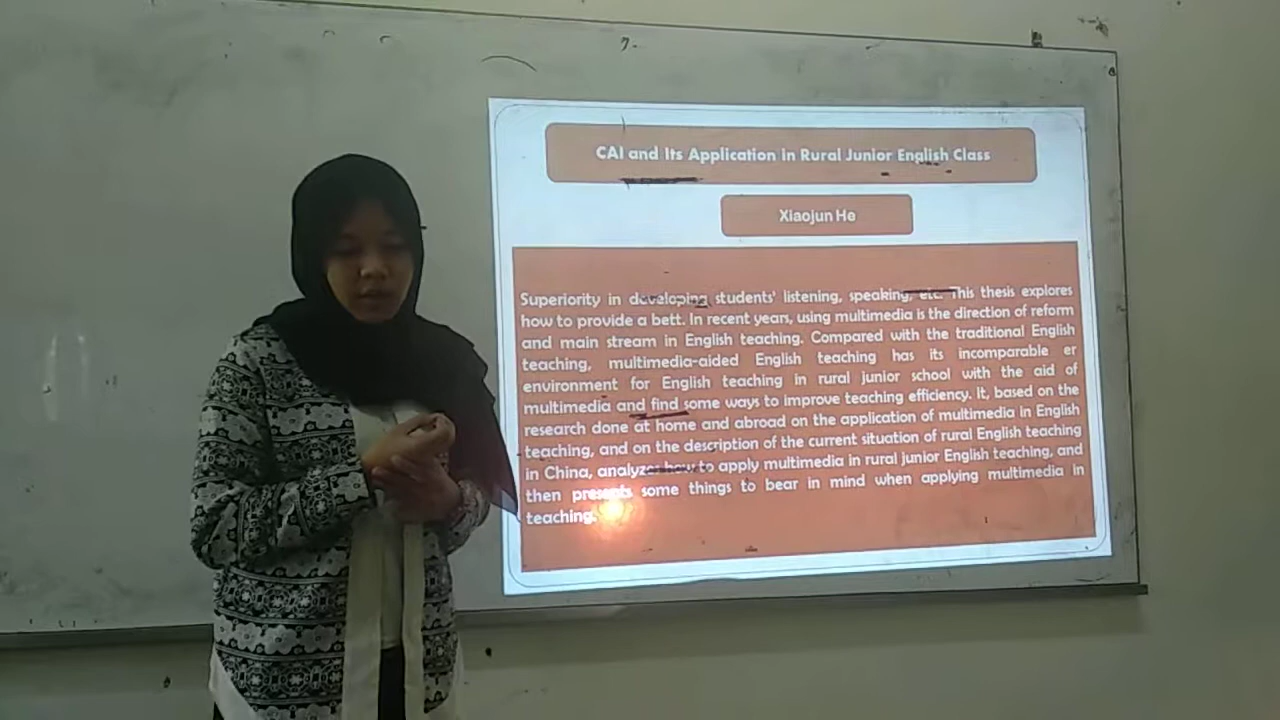 CAI and Its Application In Rural Junior English Class
Xiaojun He
Superiority in developing students' listening, speaking, etc. This thesis explores
how to provide a bett. In recent years, using multimedia is the direction of reform
and main stream in English teaching. Compared with the traditional English
teaching, multimedia-aided English teaching has its incomparable er
environment for English teaching in rural junior school with the aid of
multimedia and find some ways to improve teaching efficiency. It, based on the
research done at home and abroad on the application of multimedia in English
teaching, and on the description of the current situation of rural English teaching
in China, analyzes how to apply multimedia in rural junior English teaching, and
then presents some things to bear in mind when applying multimedia in
teaching.